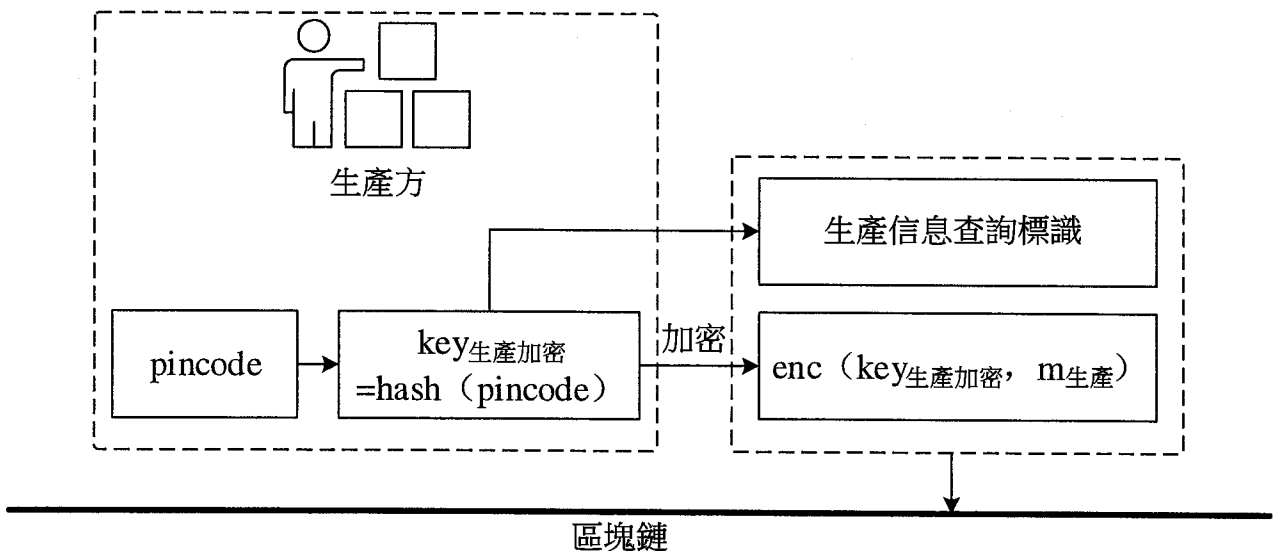 生產方
生產信息查詢標識
pincode
key生產加密
=hash（pincode）
加密
enc（key生產加密，m生產）
區塊鏈